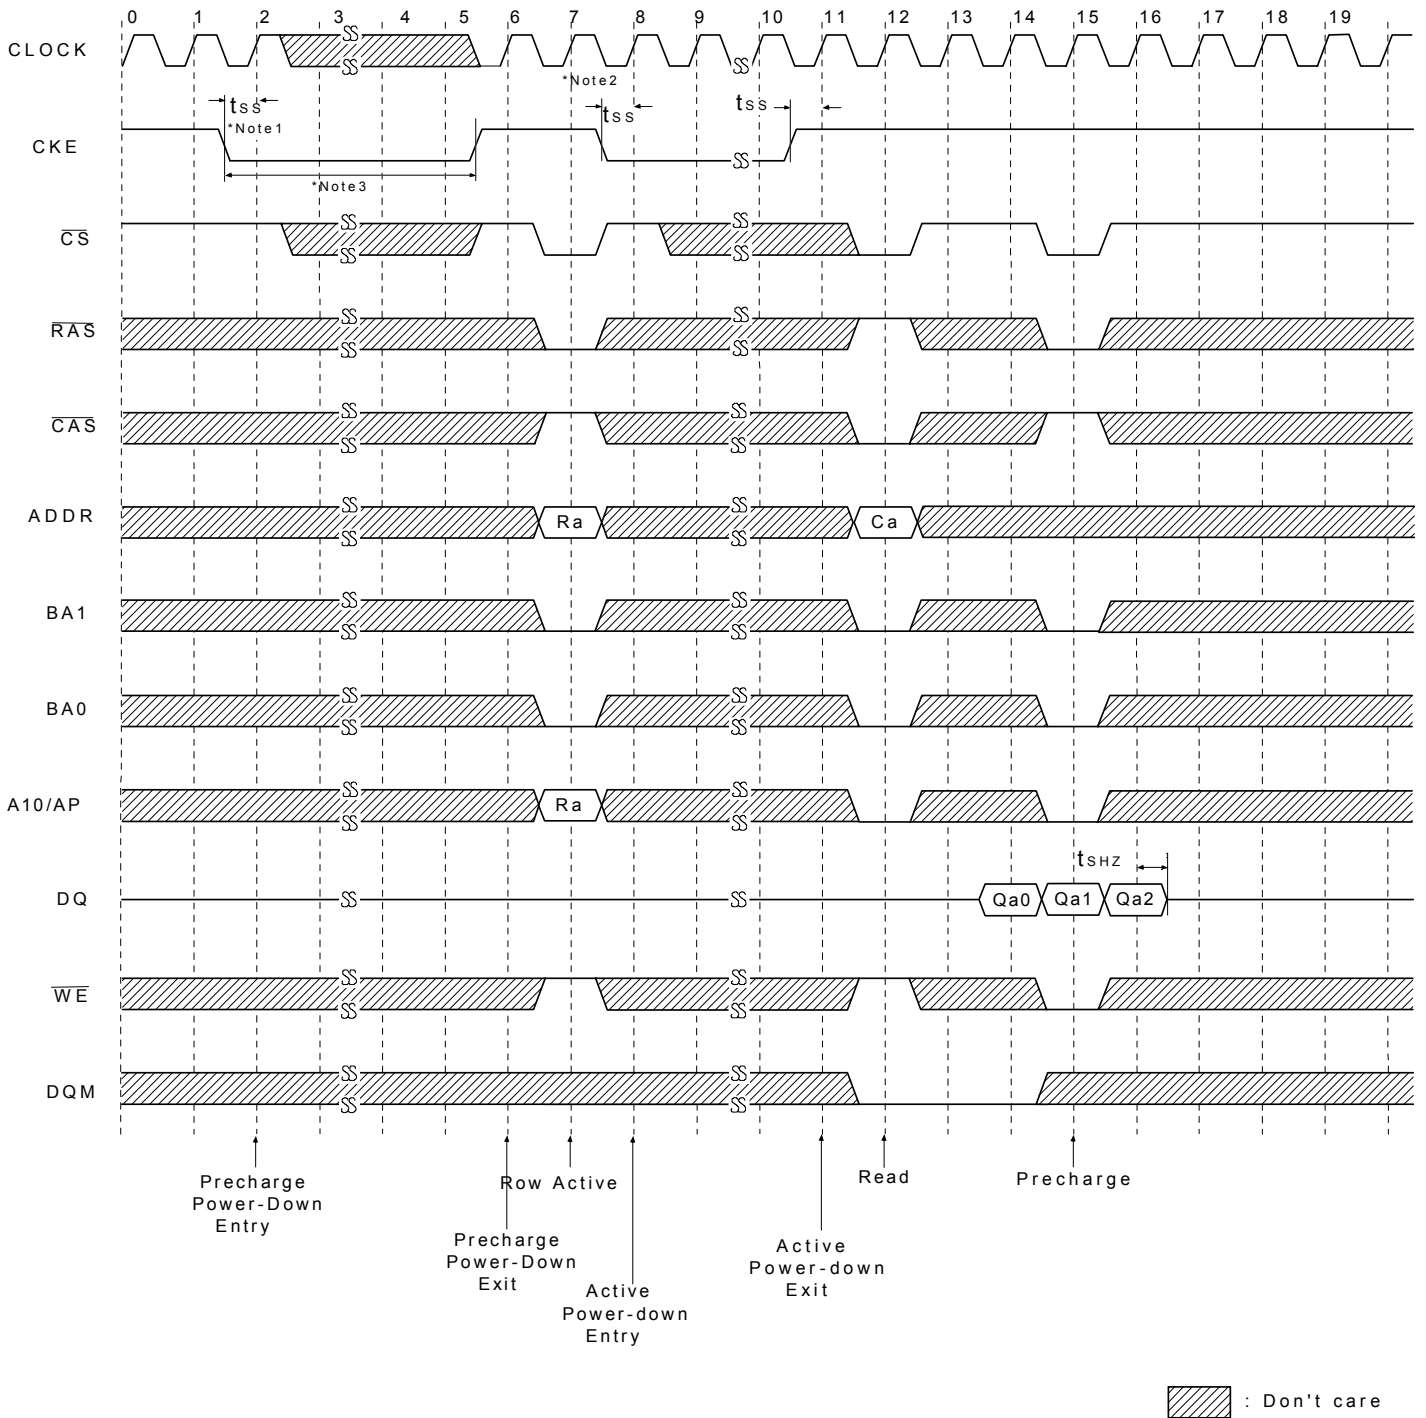 0 1 2 3 4 5 6 7 8 9 10 11 12 13 14 15 16 17 18 19
CLOCK
*Note2
tSS
tSS
tSS
*Note1
CKE
*Note3
CS
RAS
CAS
ADDR
Ra
Ca
BA1
BA0
A10/AP
Ra
tSHZ
DQ
Qa0 Qa1 Qa2
WE
DQM
Precharge
Power-Down
Entry
Row Active
Read
Precharge
Precharge
Power-Down
Exit
Active
Power-down
Exit
Active
Power-down
Entry
: Don't care